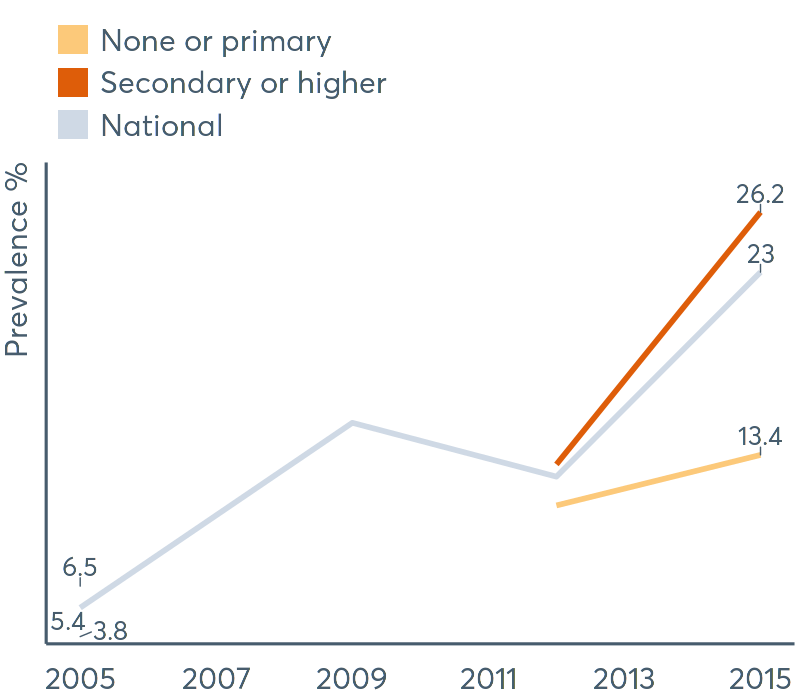 None or primary
Secondary or higher
National
Prevalence %
26.2
23
13.4
6.5
5.4
3.8
2005 2007 2009 2011 2013 2015